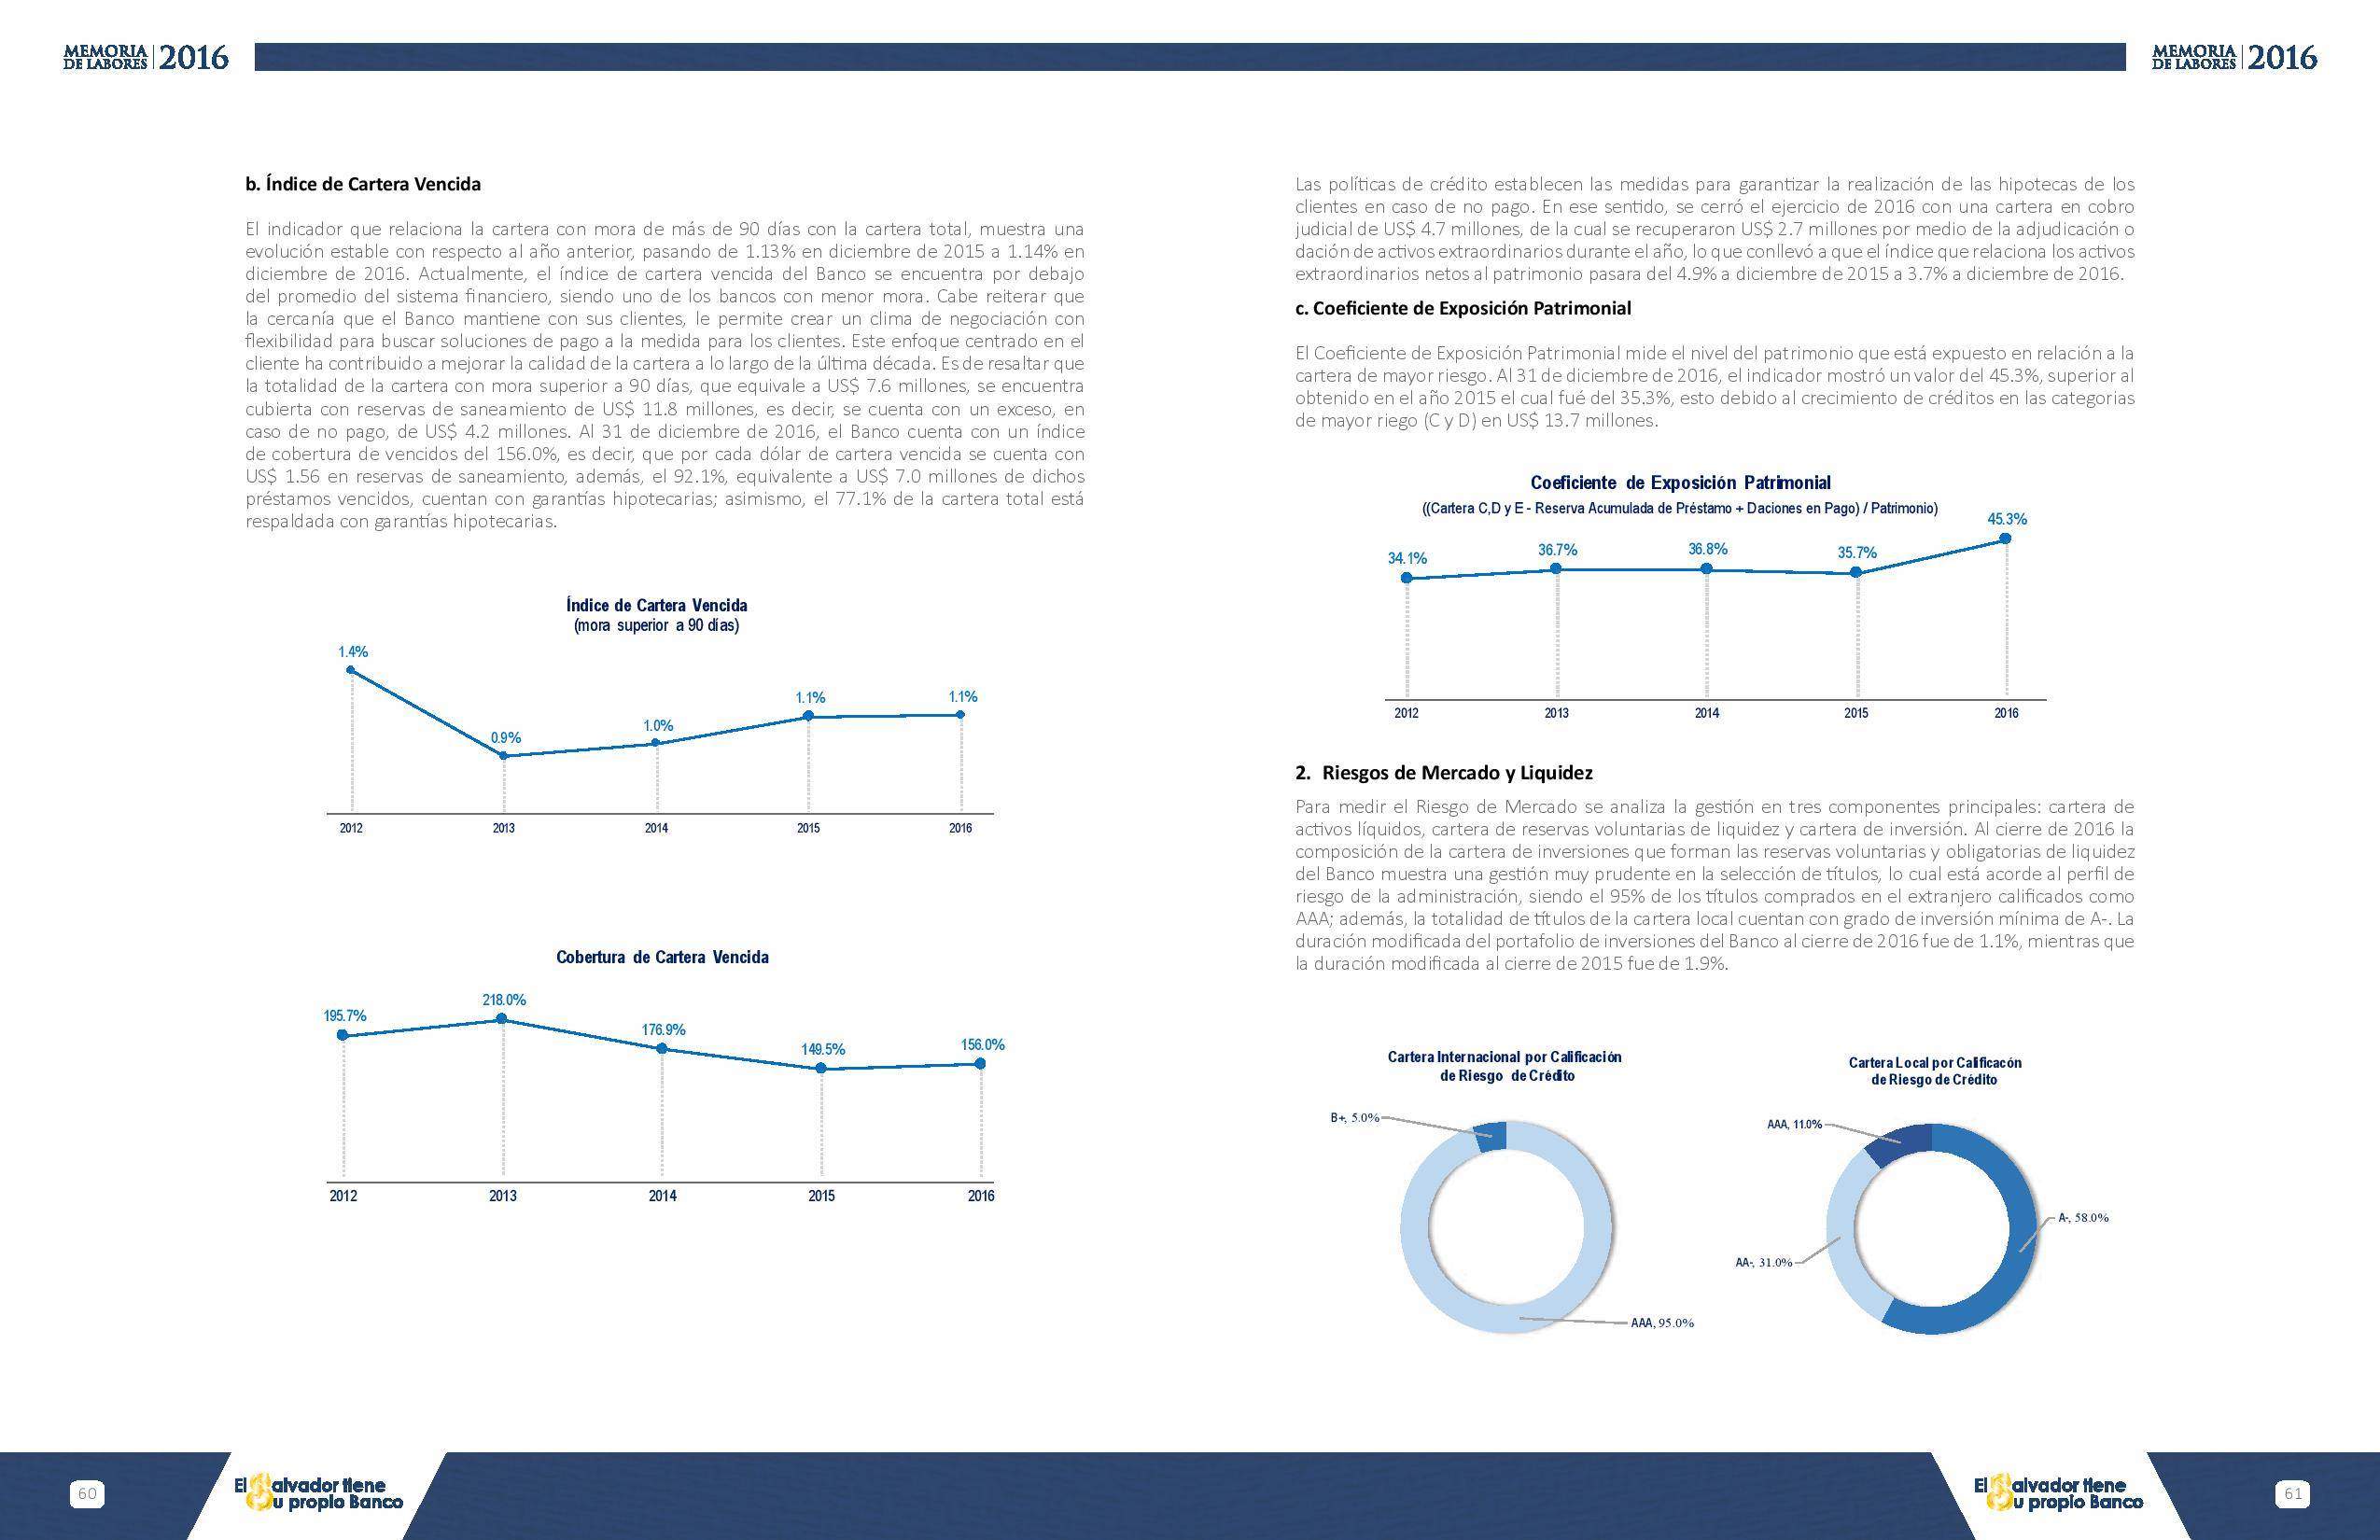 MEMORIA
DE LABORES 2016
MEMORIA
DE LABORES 2016
b. Índice de Cartera Vencida
El indicador que relaciona la cartera con mora de más de 90 días con la cartera total, muestra una
evolución estable con respecto al año anterior, pasando de 1.13% en diciembre de 2015 a 1.14% en
diciembre de 2016. Actualmente, el índice de cartera vencida del Banco se encuentra por debajo
del promedio del sistema financiero, siendo uno de los bancos con menor mora. Cabe reiterar que
la cercanía que el Banco mantiene con sus clientes, le permite crear un clima de negociación con
flexibilidad para buscar soluciones de pago a la medida para los clientes. Este enfoque centrado en el
cliente ha contribuido a mejorar la calidad de la cartera a lo largo de la última década. Es de resaltar que
la totalidad de la cartera con mora superior a 90 días, que equivale a US$ 7.6 millones, se encuentra
cubierta con reservas de saneamiento de US$ 11.8 millones, es decir, se cuenta con un exceso, en
caso de no pago, de US$ 4.2 millones. Al 31 de diciembre de 2016, el Banco cuenta con un índice
de cobertura de vencidos del 156.0%, es decir, que por cada dólar de cartera vencida se cuenta con
US$ 1.56 en reservas de saneamiento, además, el 92.1%, equivalente a US$ 7.0 millones de dichos
préstamos vencidos, cuentan con garantías hipotecarias; asimismo, el 77.1% de la cartera total está
respaldada con garantías hipotecarias.
Índice de Cartera Vencida
(mora superior a 90 días)
1.4%
0.9%
1.0%
1.1%
1.1%
2012 2013 2014 2015 2016
Cobertura de Cartera Vencida
195.7%
218.0%
176.9%
149.5%
156.0%
2012 2013 2014 2015 2016
Las políticas de crédito establecen las medidas para garantizar la realización de las hipotecas de los
clientes en caso de no pago. En ese sentido, se cerró el ejercicio de 2016 con una cartera en cobro
judicial de US$ 4.7 millones, de la cual se recuperaron US$ 2.7 millones por medio de la adjudicación o
dación de activos extraordinarios durante el año, lo que conllevó a que el índice que relaciona los activos
extraordinarios netos al patrimonio pasara del 4.9% a diciembre de 2015 a 3.7% a diciembre de 2016.
c. Coeficiente de Exposición Patrimonial
El Coeficiente de Exposición Patrimonial mide el nivel del patrimonio que está expuesto en relación a la
cartera de mayor riesgo. Al 31 de diciembre de 2016, el indicador mostró un valor del 45.3%, superior al
obtenido en el año 2015 el cual fué del 35.3%, esto debido al crecimiento de créditos en las categorias
de mayor riego (C y D) en US$ 13.7 millones.
Coeficiente de Exposición Patrimonial
((Cartera C,D y E - Reserva Acumulada de Préstamo + Daciones en Pago) / Patrimonio)
34.1%
36.7%
36.8%
35.7%
45.3%
2012 2013 2014 2015 2016
2. Riesgos de Mercado y Liquidez
Para medir el Riesgo de Mercado se analiza la gestión en tres componentes principales: cartera de
activos líquidos, cartera de reservas voluntarias de liquidez y cartera de inversión. Al cierre de 2016 la
composición de la cartera de inversiones que forman las reservas voluntarias y obligatorias de liquidez
del Banco muestra una gestión muy prudente en la selección de títulos, lo cual está acorde al perfil de
riesgo de la administración, siendo el 95% de los títulos comprados en el extranjero calificados como
AAA; además, la totalidad de títulos de la cartera local cuentan con grado de inversión mínima de A-. La
duración modificada del portafolio de inversiones del Banco al cierre de 2016 fue de 1.1%, mientras que
la duración modificada al cierre de 2015 fue de 1.9%.
Cartera Internacional por Calificación
de Riesgo de Crédito
B+, 5.0%
AAA, 95.0%
Cartera Local por Calificacón
de Riesgo de Crédito
AAA, 11.0%
A-, 58.0%
AA-, 31.0%
60
El Salvador tiene
Su propio Banco
El Salvador tiene
Su propio Banco
61